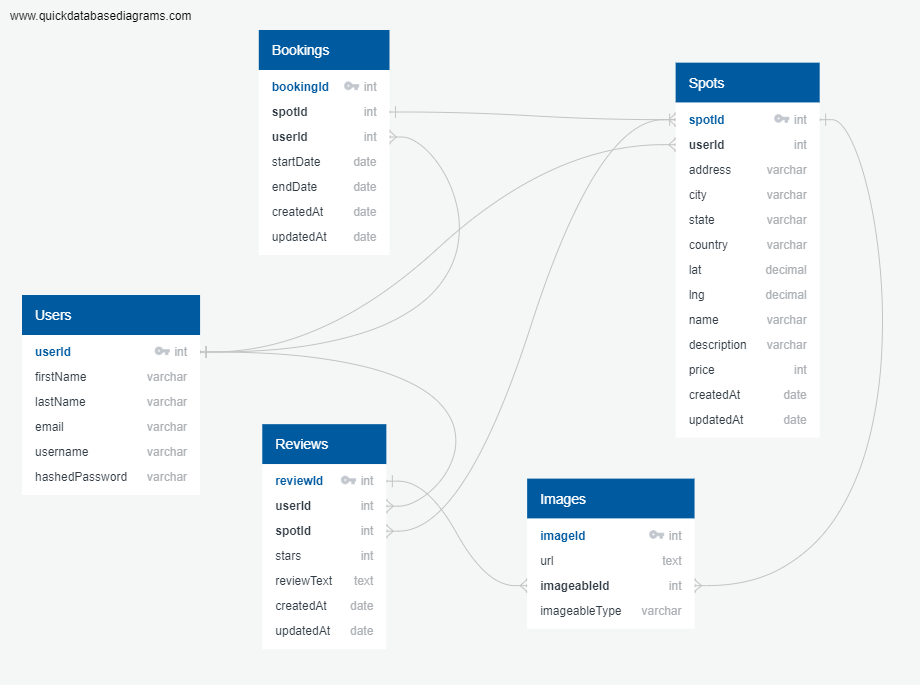 www.quickdatabasediagrams.com
Bookings
bookingId int
spotId int
userId int
startDate date
endDate date
createdAt date
updatedAt date
Spots
spotId int
userId int
address varchar
city varchar
state varchar
country varchar
lat decimal
lng decimal
name varchar
description varchar
price int
createdAt date
updatedAt date
Users
userId int
firstName varchar
lastName varchar
email varchar
username varchar
hashedPassword varchar
Reviews
reviewId int
userId int
spotId int
stars int
reviewText text
createdAt date
updatedAt date
Images
imageId int
url text
imageableId int
imageableType varchar